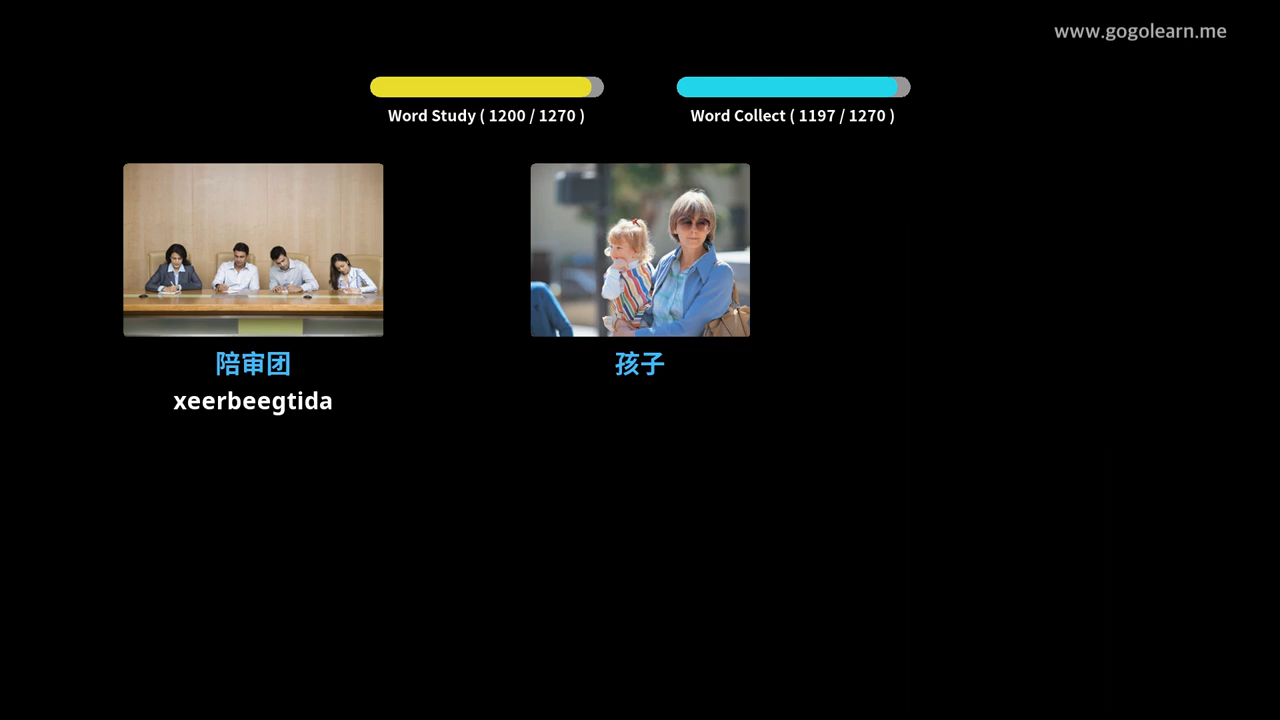 www.gogolearn.me
Word Study ( 1200 / 1270 )
Word Collect ( 1197 / 1270 )
陪审团
xeerbeegtida
孩子